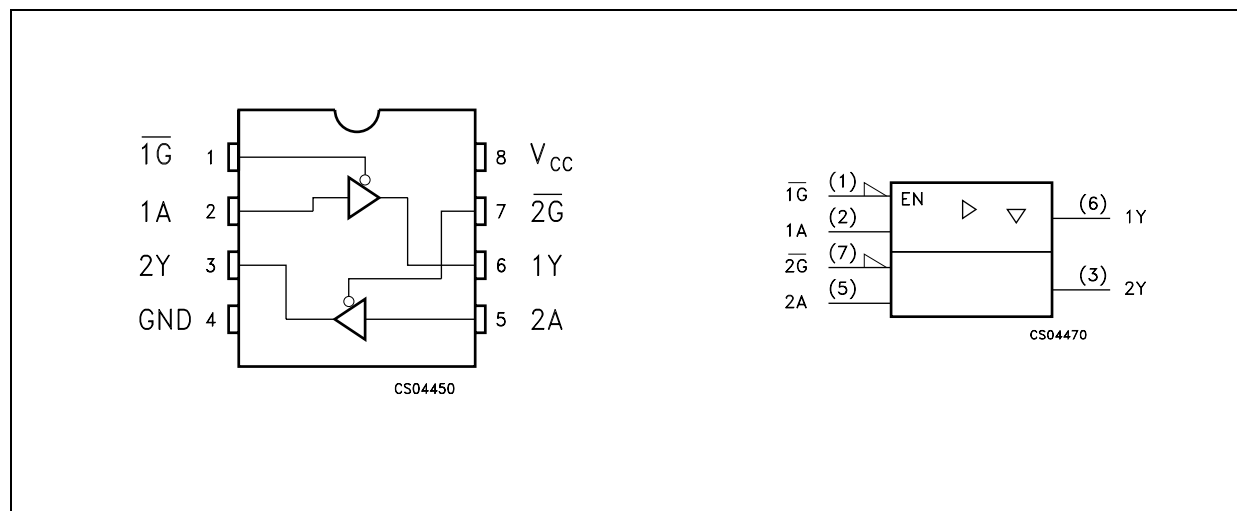 1G 1 8 VCC
1A 2 7 2G
2Y 3 6 1Y
GND 4 5 2A
CS04450
1G (1) EN (6) 1Y
1A (2)
2G (7) (3) 2Y
2A (5)
CS04470